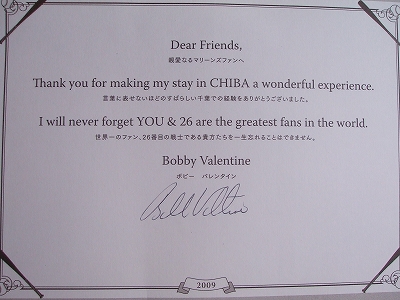 Dear Friends,
親愛なるマリーンズファンへ
Thank you for making my stay in CHIBA a wonderful experience.
言葉に表せないほどのすばらしい千葉での経験をありがとうございました。
I will never forget YOU & 26 are the greatest fans in the world.
世界一のファン、26番目の戦士である貴方たちを一生忘れることはできません。
Bobby Valentine
ボビー バレンタイン
2009